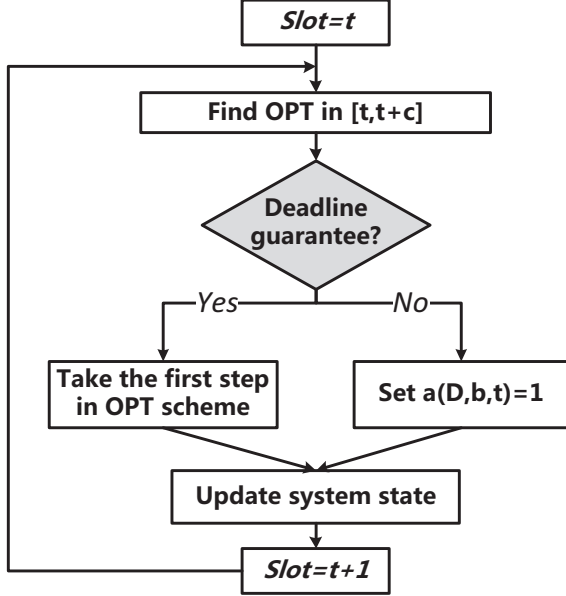 Slot=t
Find OPT in [t,t+c]
Deadline
guarantee?
Yes
No
Take the first step
in OPT scheme
Set a(D,b,t)=1
Update system state
Slot=t+1